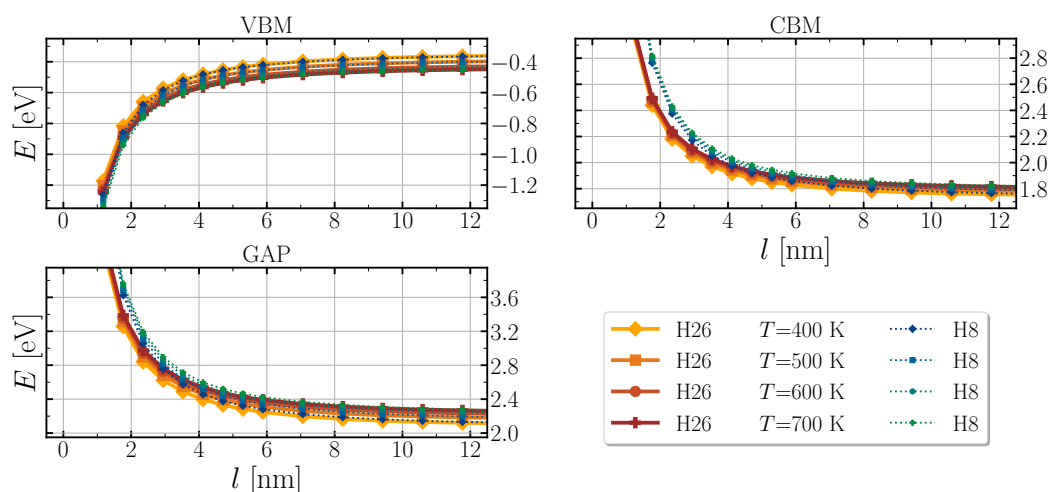 VBM
E [eV]
−0.4
−0.6
−0.8
−1.0
−1.2
0 2 4 6 8 10 12
CBM
2.8
2.6
2.4
2.2
2.0
1.8
0 2 4 6 8 10 12
l [nm]
GAP
E [eV]
3.6
3.2
2.8
2.4
2.0
0 2 4 6 8 10 12
l [nm]
H26 T=400 K H8
H26 T=500 K H8
H26 T=600 K H8
H26 T=700 K H8